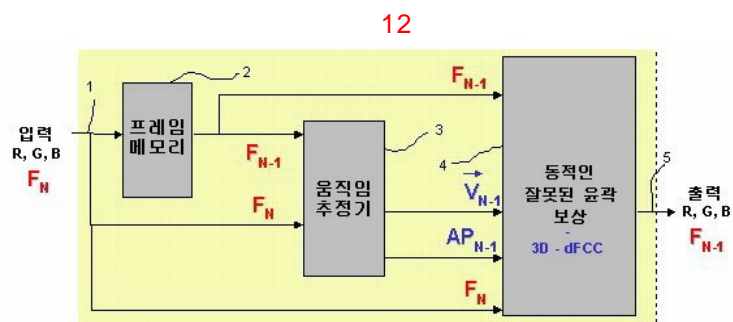 12
1
2
입력
R, G, B
F_N
프레임
메모리
F_N-1
F_N
움직임
추정기
3
F_N-1
4
V_N-1
AP_N-1
F_N
동적인
잘못된 윤곽
보상
-
3D - dFCC
5
출력
R, G, B
F_N-1